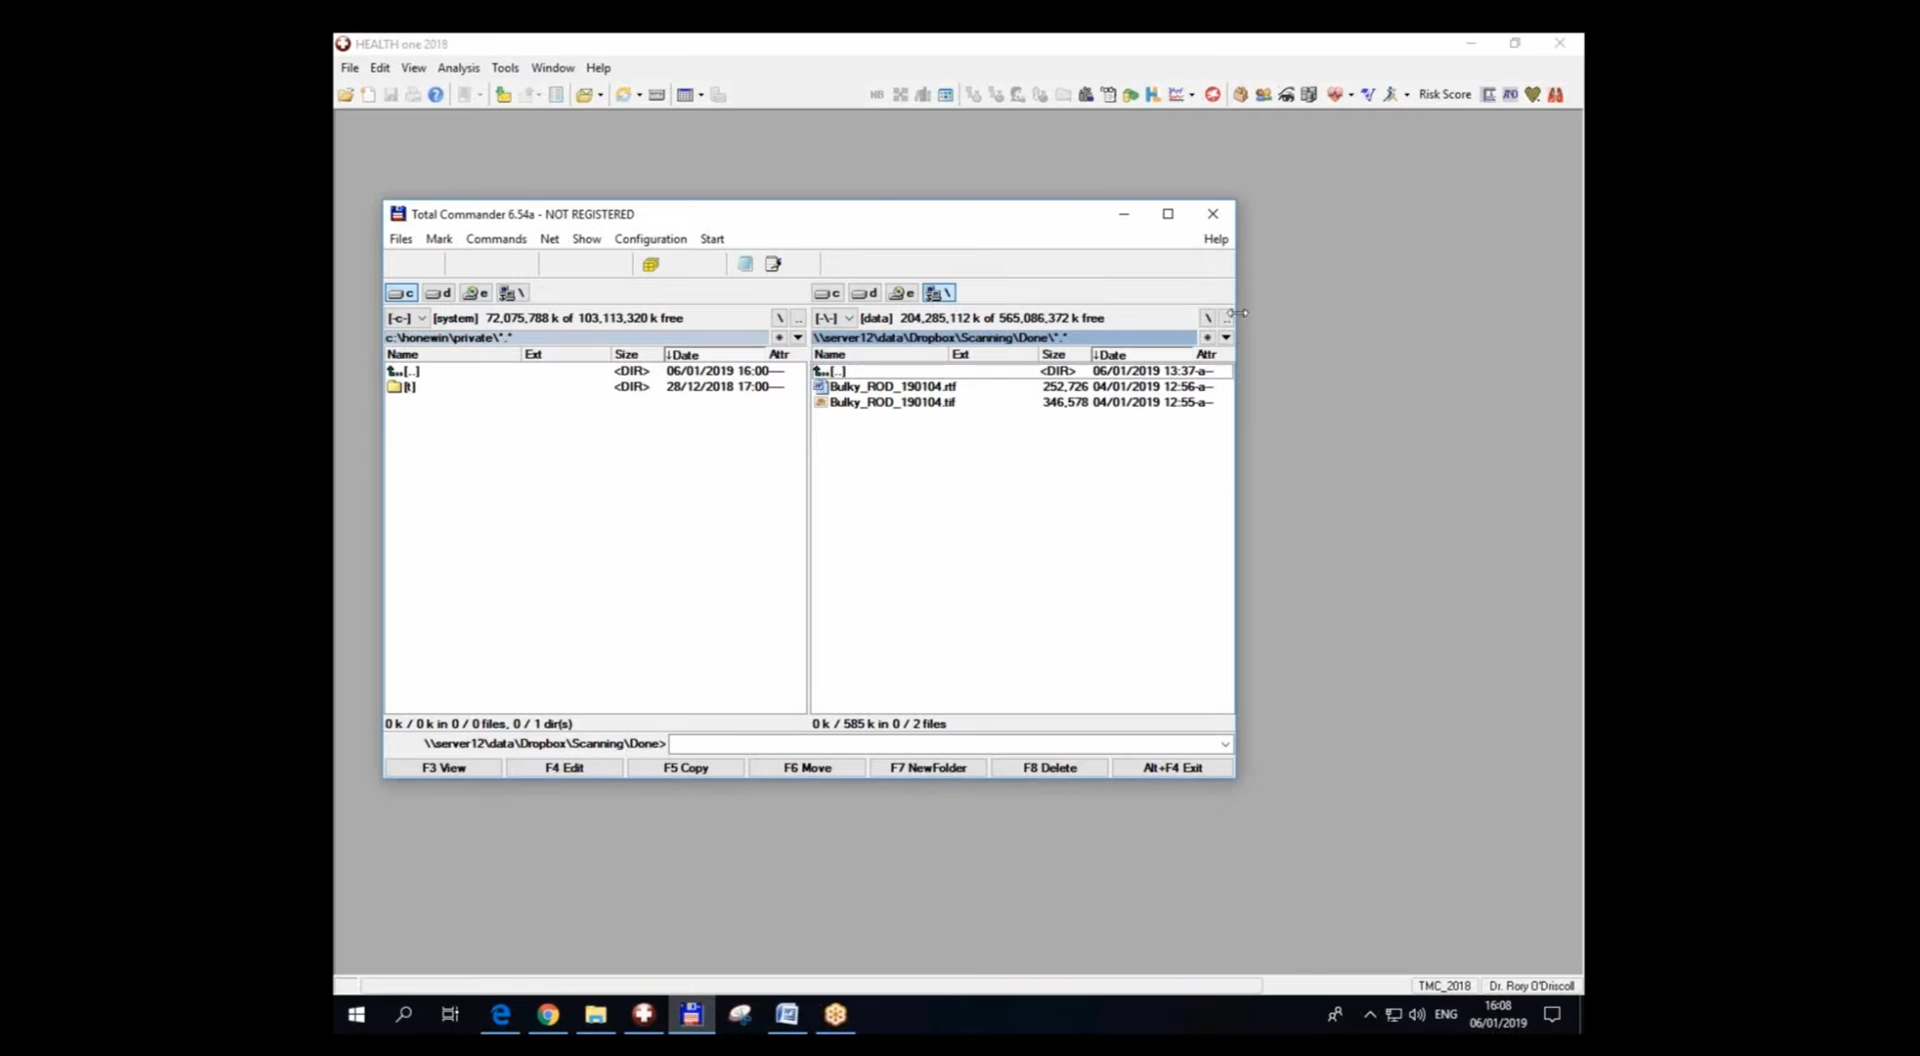 HEALTH one 2018
File Edit View Analysis Tools Window Help
NB Risk Score
Total Commander 6.54a - NOT REGISTERED
Files Mark Commands Net Show Configuration Start Help
c d e \ c d e \
[-c-] [system] 72,075,788 k of 103,113,320 k free \ .. [-\-] [data] 204,285,112 k of 565,086,372 k free \ ..
c:\honewin\private\*.* * \\server12\data\Dropbox\Scanning\Done\*.* *
Name Ext Size ↓Date Attr Name Ext Size ↓Date Attr
[..] <DIR> 06/01/2019 16:00---- [..] <DIR> 06/01/2019 13:37-a--
[t] <DIR> 28/12/2018 17:00---- Bulky_ROD_190104.rtf 252,726 04/01/2019 12:56-a--
Bulky_ROD_190104.tif 346,578 04/01/2019 12:55-a--
0 k / 0 k in 0 / 0 files, 0 / 1 dir(s) 0 k / 585 k in 0 / 2 files
\\server12\data\Dropbox\Scanning\Done>
F3 View F4 Edit F5 Copy F6 Move F7 NewFolder F8 Delete Alt+F4 Exit
TMC_2018 Dr. Rory O'Driscoll
ENG 16:08
06/01/2019